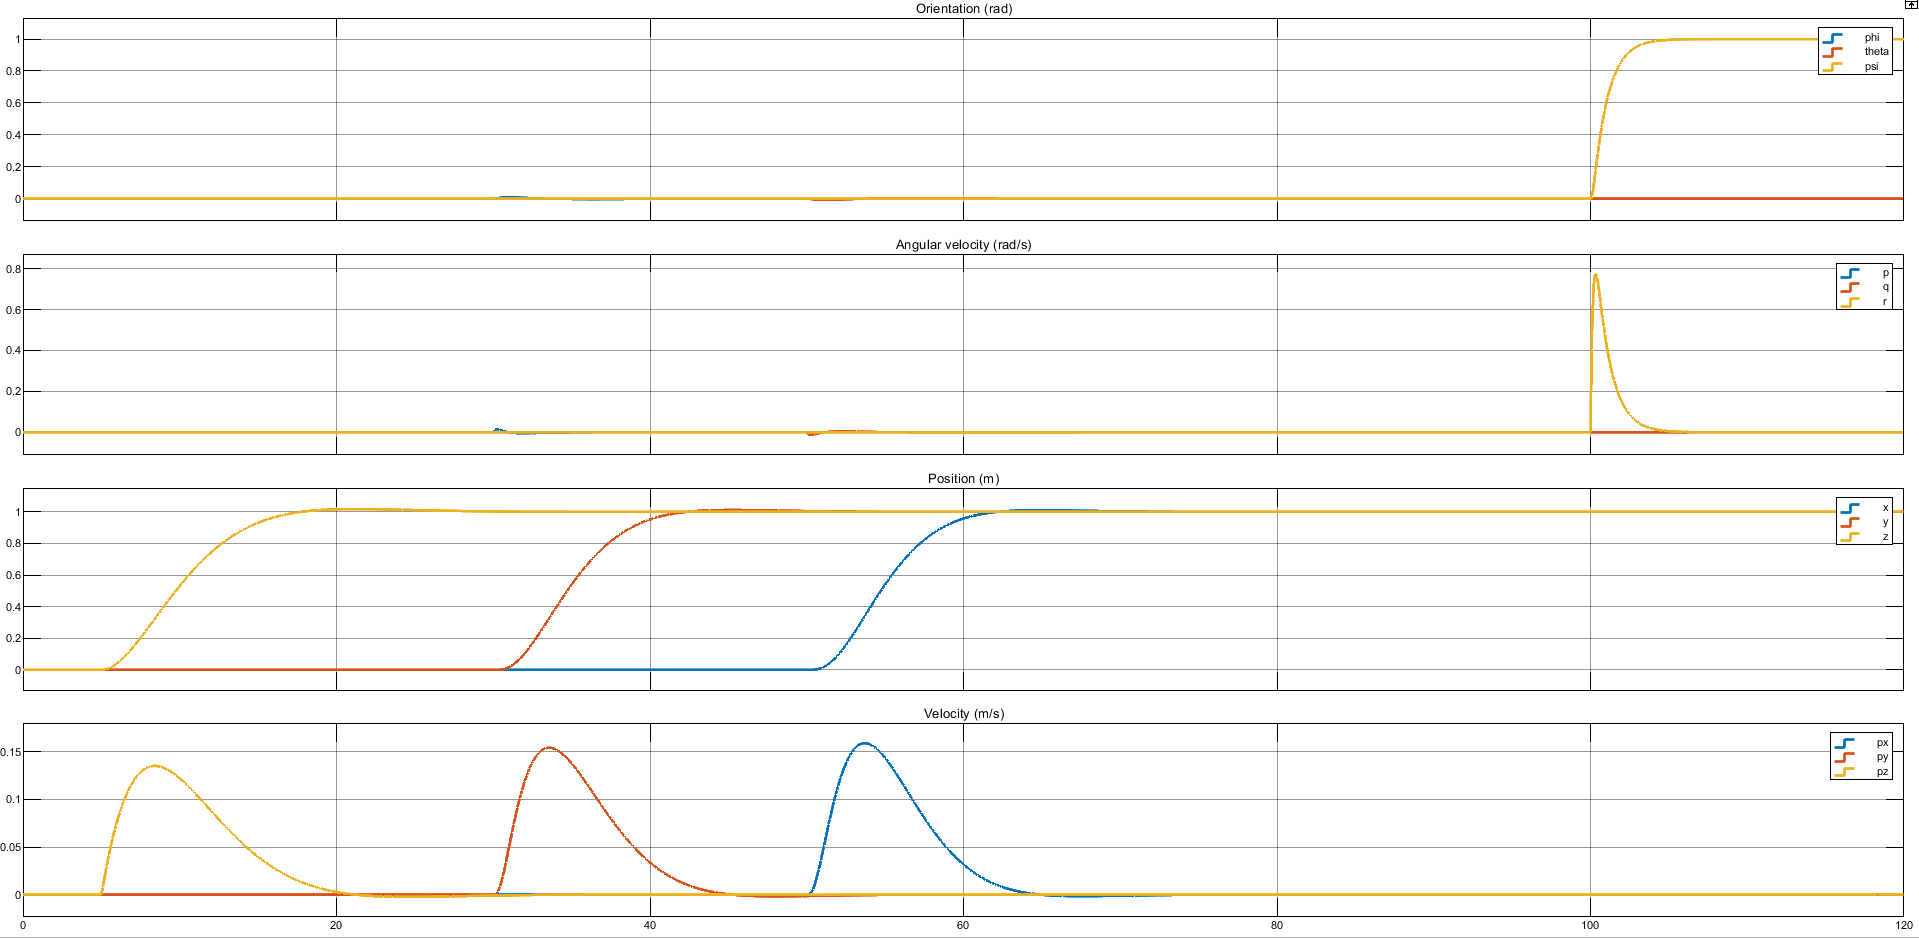 Orientation (rad)
1
0.8
0.6
0.4
0.2
0
phi
theta
psi
Angular velocity (rad/s)
0.8
0.6
0.4
0.2
0
p
q
r
Position (m)
1
0.8
0.6
0.4
0.2
0
x
y
z
Velocity (m/s)
0.15
0.1
0.05
0
px
py
pz
0 20 40 60 80 100 120